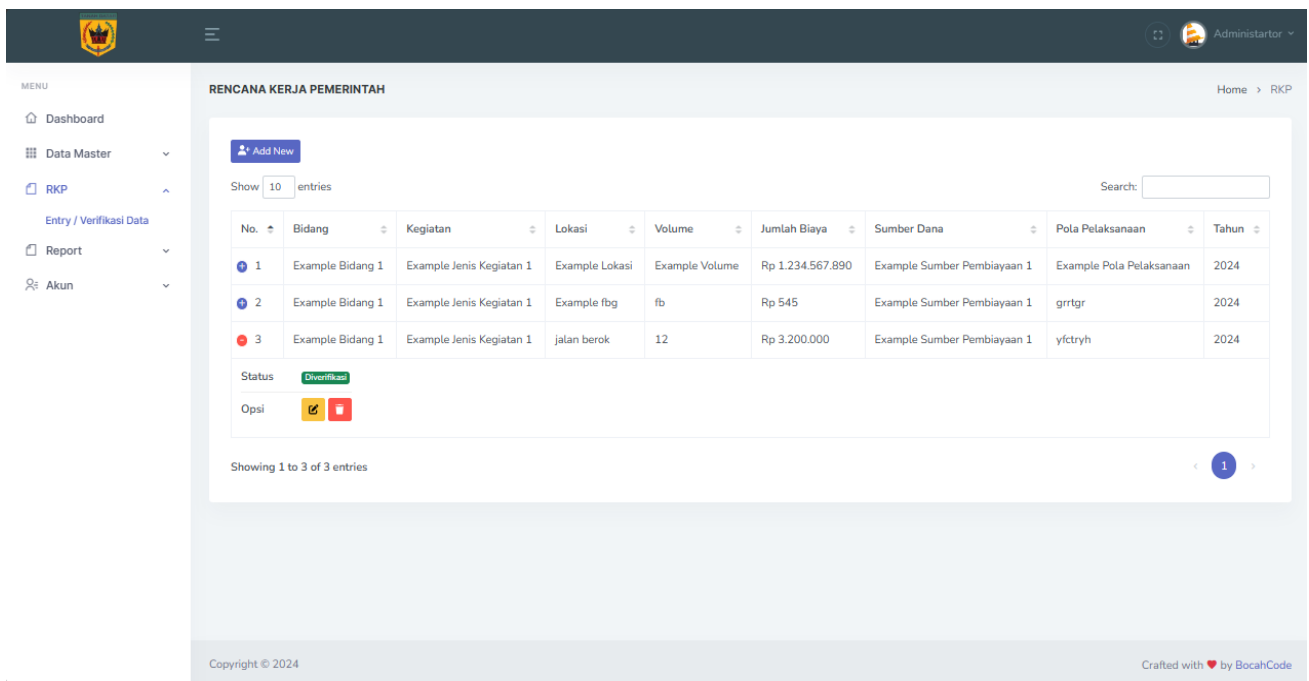 Administartor
MENU
Dashboard
Data Master
RKP
Entry / Verifikasi Data
Report
Akun
RENCANA KERJA PEMERINTAH
Home > RKP
Add New
Show 10 entries
Search:
No. Bidang Kegiatan Lokasi Volume Jumlah Biaya Sumber Dana Pola Pelaksanaan Tahun
1 Example Bidang 1 Example Jenis Kegiatan 1 Example Lokasi Example Volume Rp 1.234.567.890 Example Sumber Pembiayaan 1 Example Pola Pelaksanaan 2024
2 Example Bidang 1 Example Jenis Kegiatan 1 Example fbg fb Rp 545 Example Sumber Pembiayaan 1 grrtgr 2024
3 Example Bidang 1 Example Jenis Kegiatan 1 jalan berok 12 Rp 3.200.000 Example Sumber Pembiayaan 1 yfctryh 2024
Status Diverifikasi
Opsi
Showing 1 to 3 of 3 entries
‹ 1 ›
Copyright © 2024
Crafted with ♥ by BocahCode